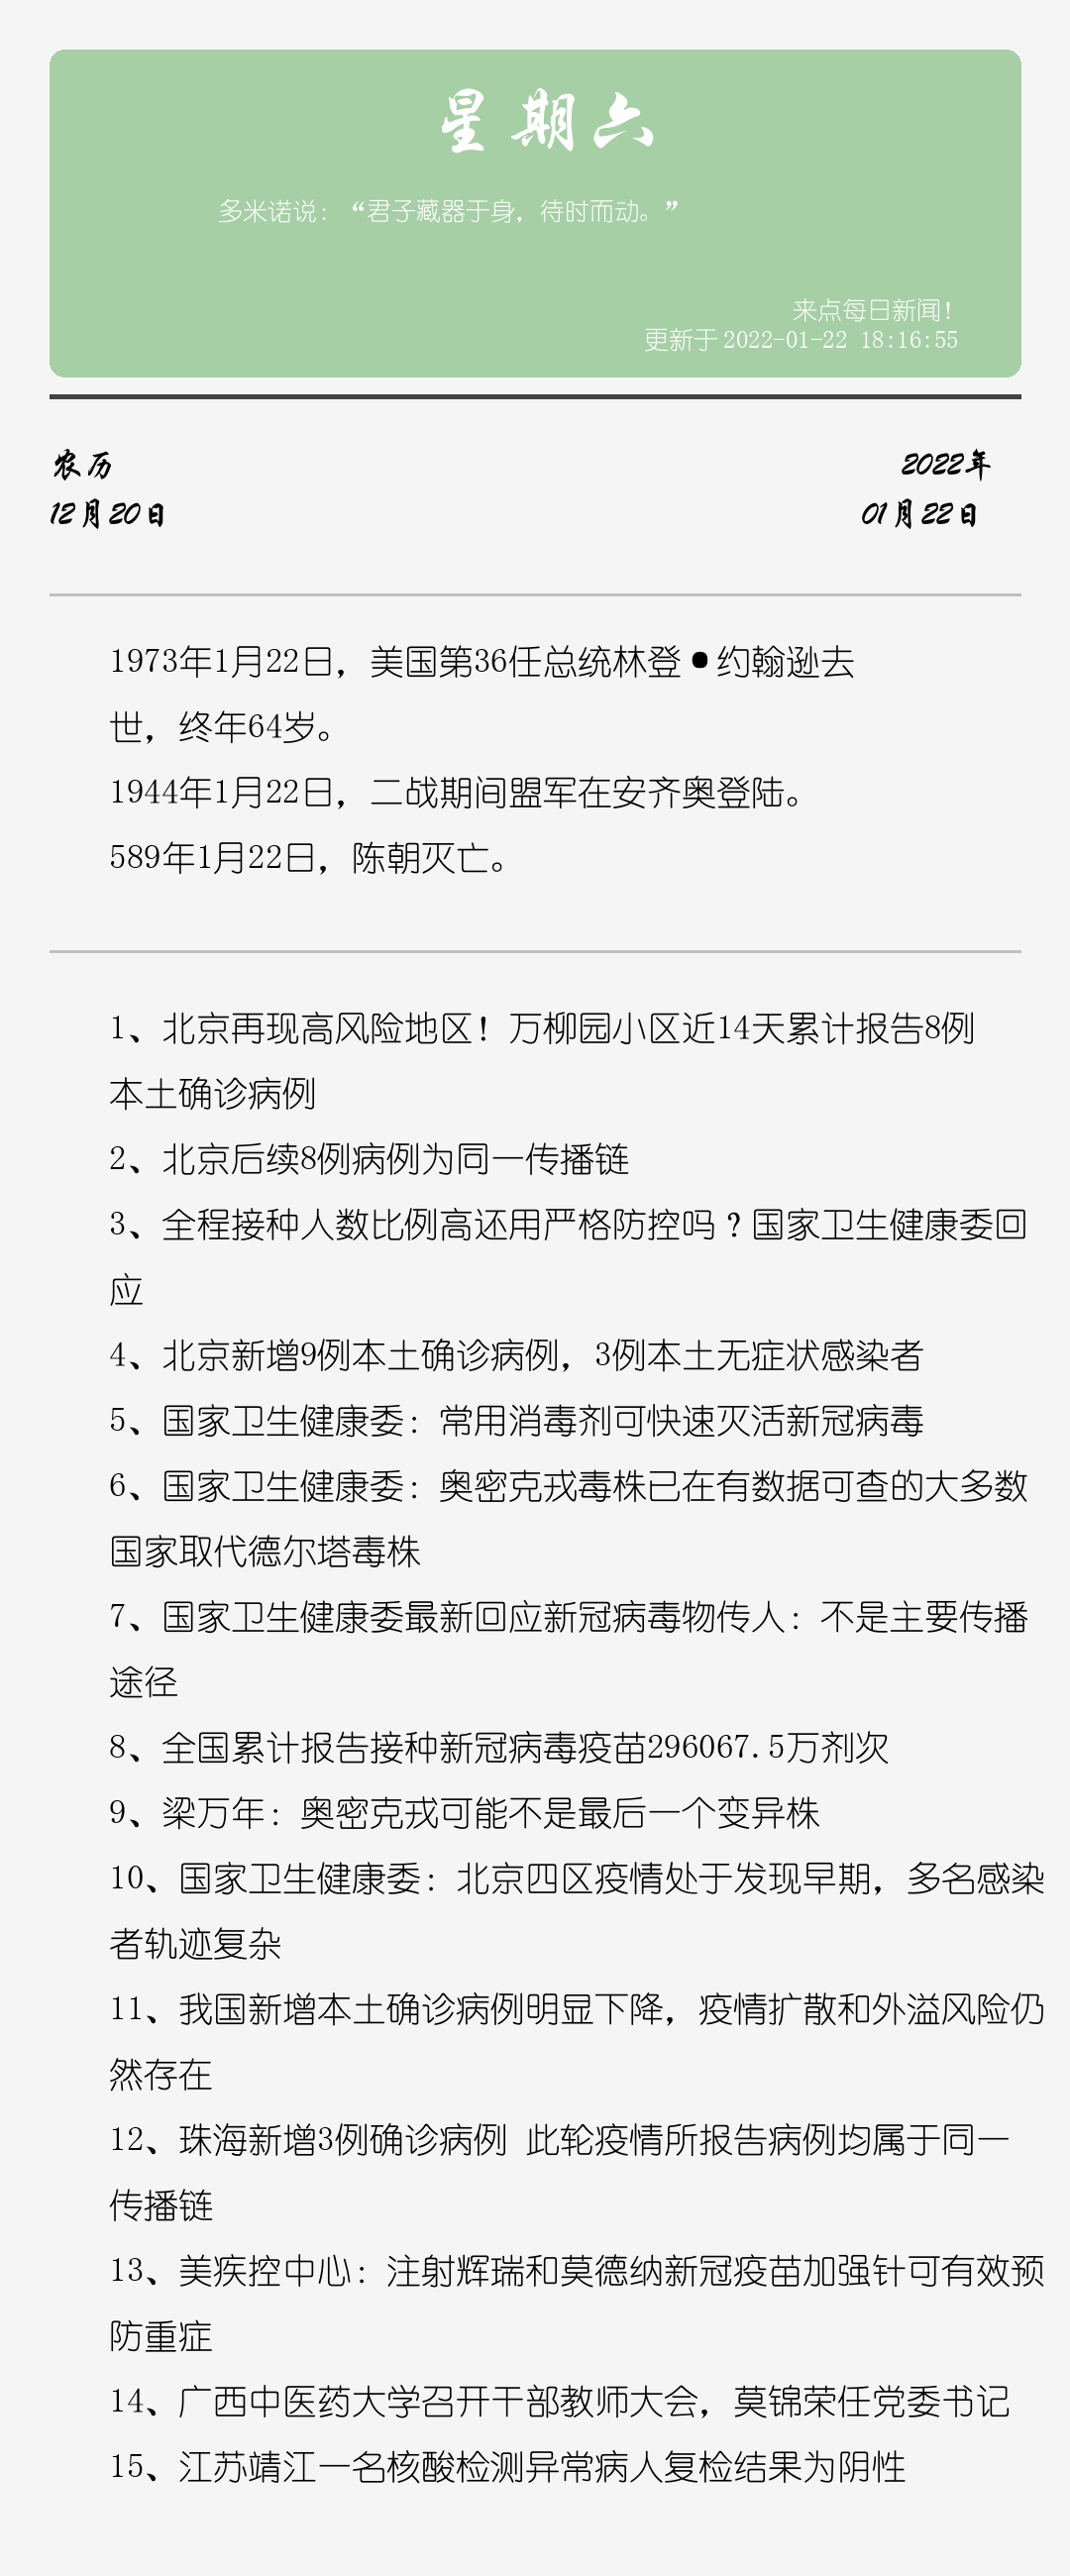 星期六
多米诺说：“君子藏器于身，待时而动。”
来点每日新闻！
更新于 2022-01-22 18:16:55
农历
2022年
12月20日
01月22日
1973年1月22日，美国第36任总统林登•约翰逊去
世，终年64岁。
1944年1月22日，二战期间盟军在安齐奥登陆。
589年1月22日，陈朝灭亡。
1、北京再现高风险地区！万柳园小区近14天累计报告8例
本土确诊病例
2、北京后续8例病例为同一传播链
3、全程接种人数比例高还用严格防控吗？国家卫生健康委回
应
4、北京新增9例本土确诊病例，3例本土无症状感染者
5、国家卫生健康委：常用消毒剂可快速灭活新冠病毒
6、国家卫生健康委：奥密克戎毒株已在有数据可查的大多数
国家取代德尔塔毒株
7、国家卫生健康委最新回应新冠病毒物传人：不是主要传播
途径
8、全国累计报告接种新冠病毒疫苗296067.5万剂次
9、梁万年：奥密克戎可能不是最后一个变异株
10、国家卫生健康委：北京四区疫情处于发现早期，多名感染
者轨迹复杂
11、我国新增本土确诊病例明显下降，疫情扩散和外溢风险仍
然存在
12、珠海新增3例确诊病例 此轮疫情所报告病例均属于同一
传播链
13、美疾控中心：注射辉瑞和莫德纳新冠疫苗加强针可有效预
防重症
14、广西中医药大学召开干部教师大会，莫锦荣任党委书记
15、江苏靖江一名核酸检测异常病人复检结果为阴性